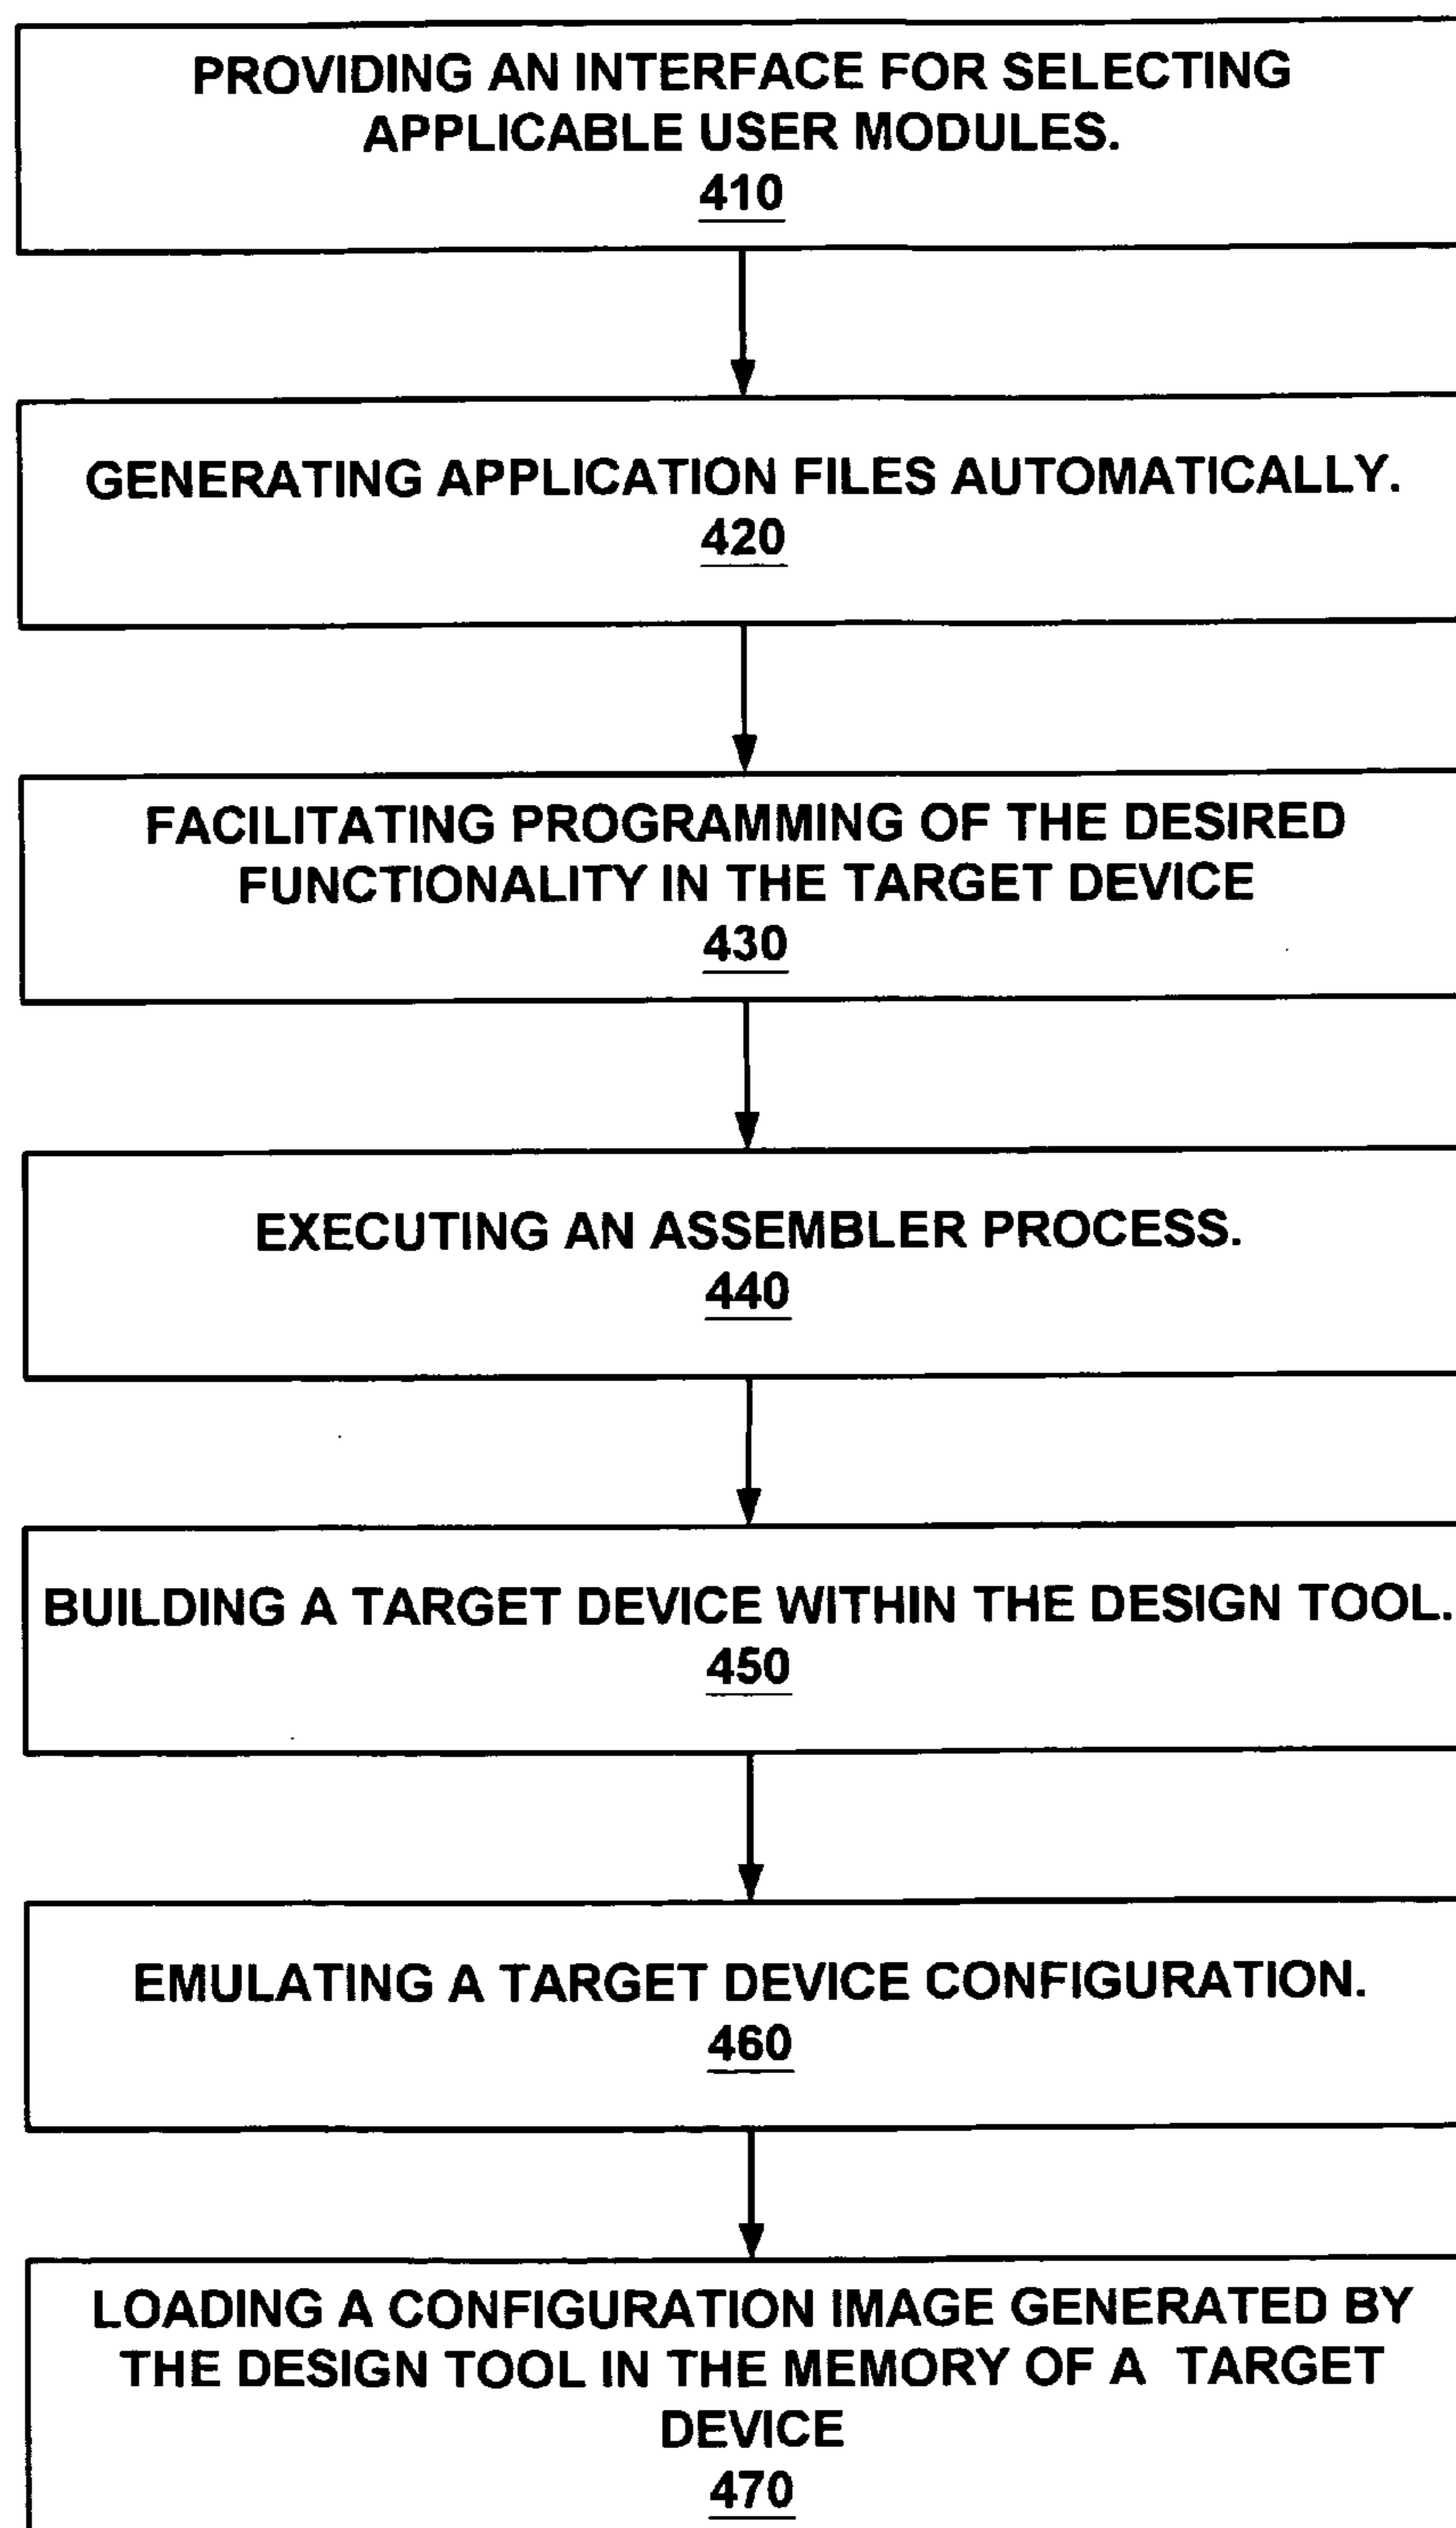 PROVIDING AN INTERFACE FOR SELECTING
APPLICABLE USER MODULES.
410
GENERATING APPLICATION FILES AUTOMATICALLY.
420
FACILITATING PROGRAMMING OF THE DESIRED
FUNCTIONALITY IN THE TARGET DEVICE
430
EXECUTING AN ASSEMBLER PROCESS.
440
BUILDING A TARGET DEVICE WITHIN THE DESIGN TOOL.
450
EMULATING A TARGET DEVICE CONFIGURATION.
460
LOADING A CONFIGURATION IMAGE GENERATED BY
THE DESIGN TOOL IN THE MEMORY OF A TARGET
DEVICE
470